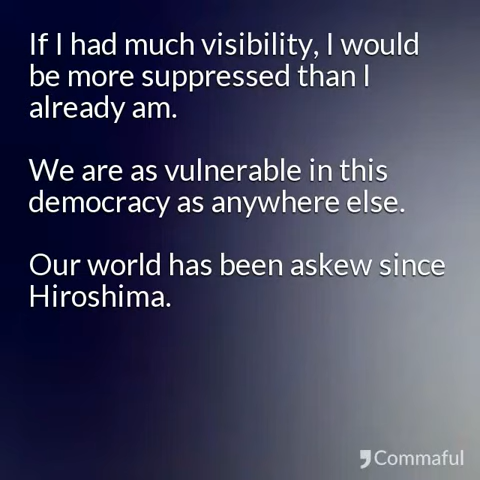 If I had much visibility, I would
be more suppressed than I
already am.
We are as vulnerable in this
democracy as anywhere else.
Our world has been askew since
Hiroshima.
Commaful